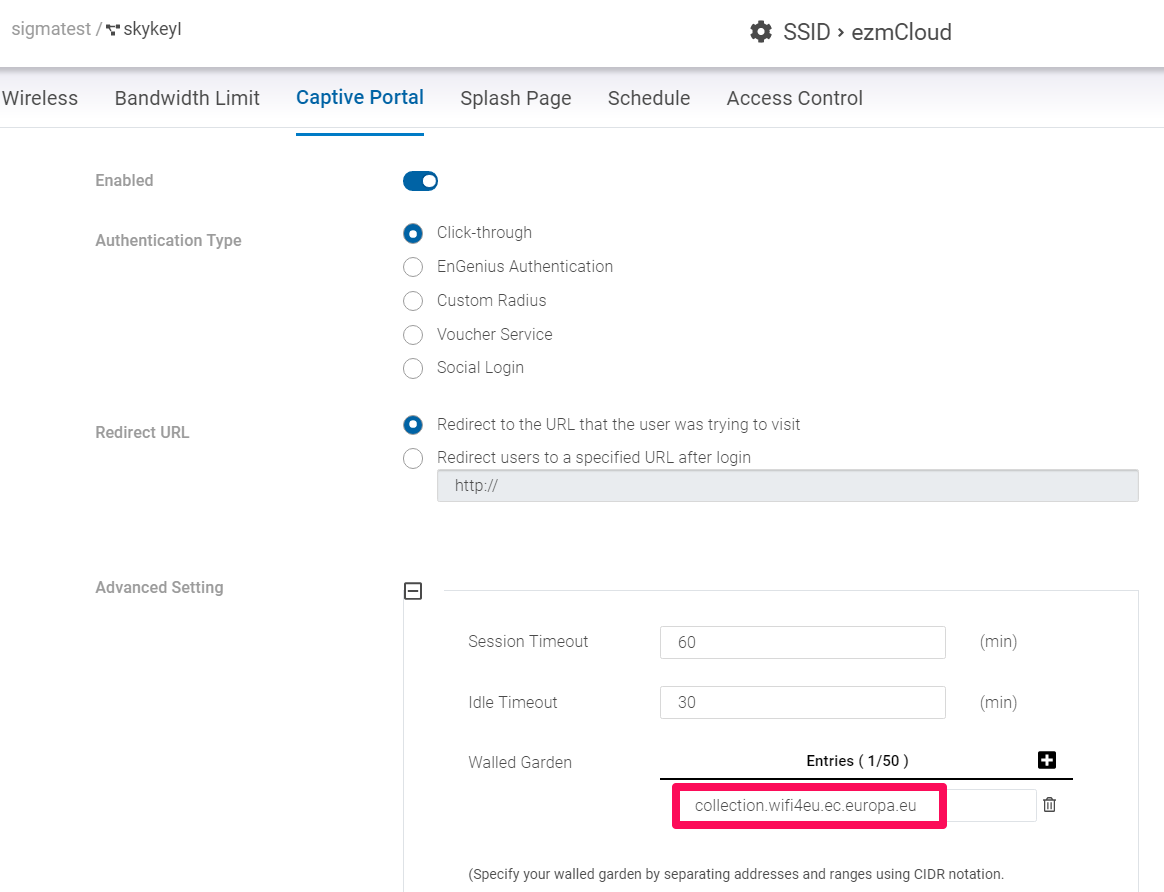 sigmatest / skykeyl
SSID › ezmCloud
Wireless Bandwidth Limit Captive Portal Splash Page Schedule Access Control
Enabled
Authentication Type
Click-through
EnGenius Authentication
Custom Radius
Voucher Service
Social Login
Redirect URL
Redirect to the URL that the user was trying to visit
Redirect users to a specified URL after login
http://
Advanced Setting
Session Timeout 60 (min)
Idle Timeout 30 (min)
Walled Garden Entries ( 1/50 )
collection.wifi4eu.ec.europa.eu
(Specify your walled garden by separating addresses and ranges using CIDR notation.